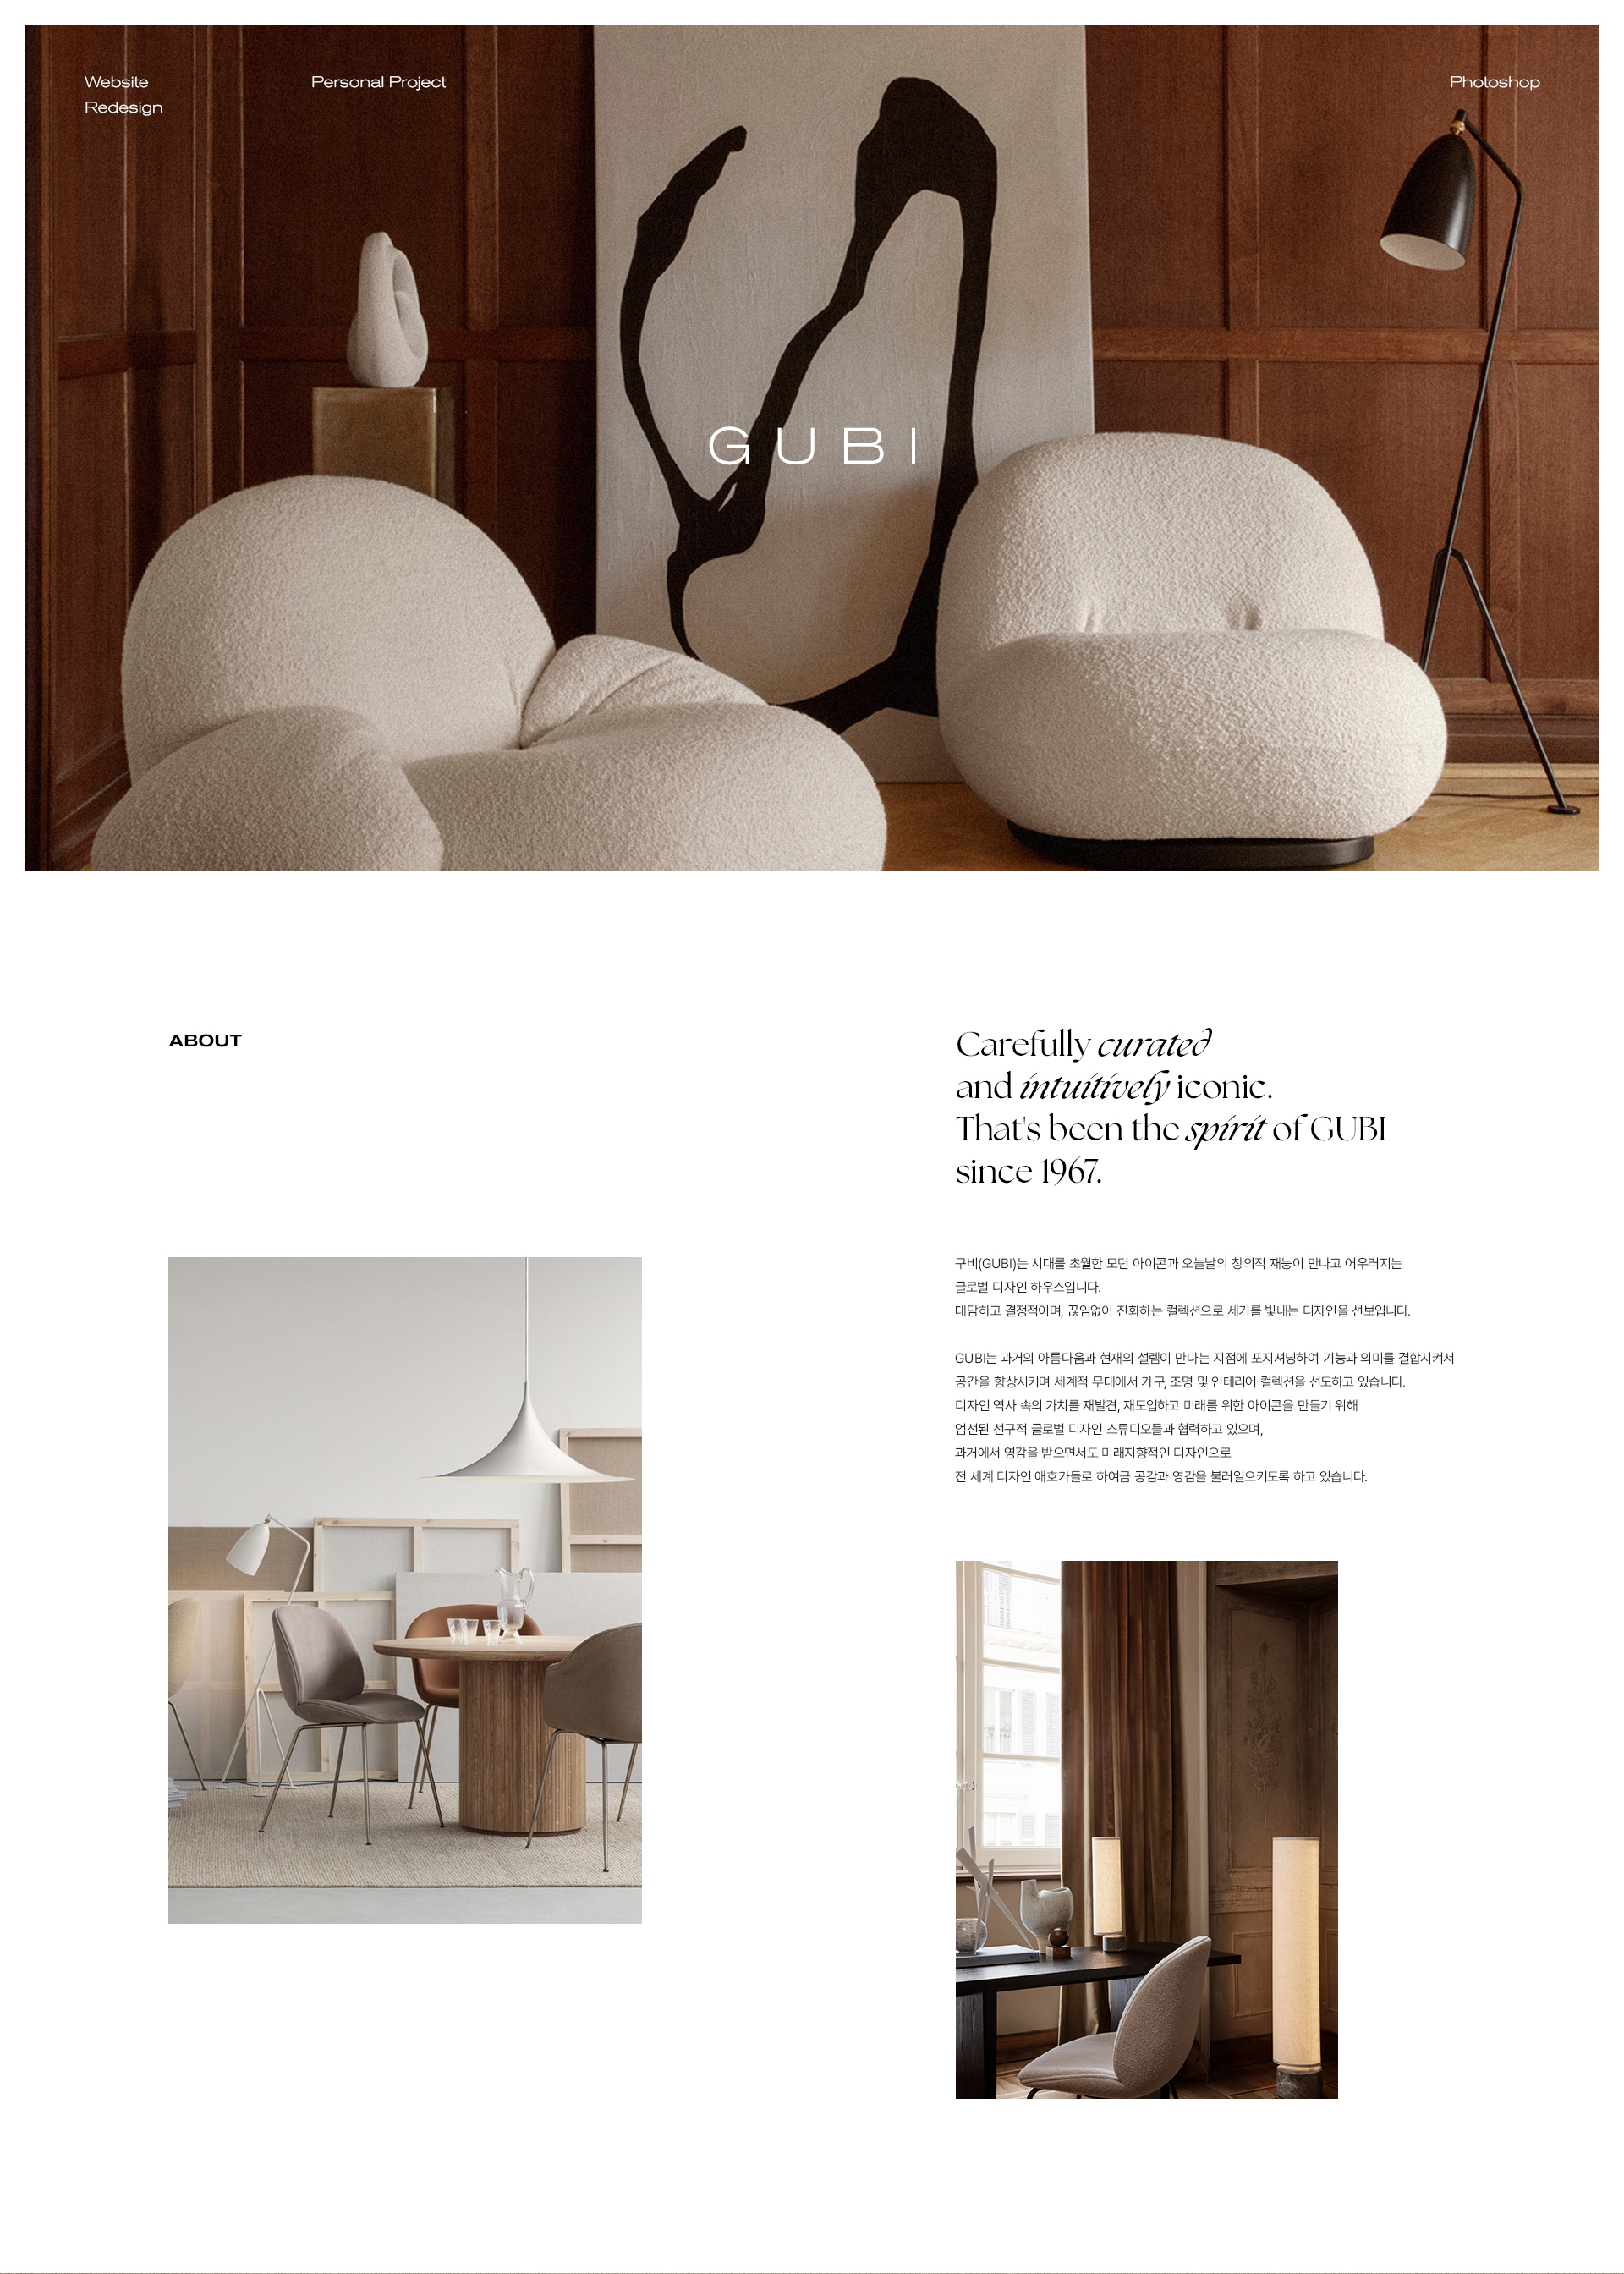 Website
Redesign
Personal Project
Photoshop
GUBI
ABOUT
Carefully curated
and intuitively iconic.
That's been the spirit of GUBI
since 1967.
구비(GUBI)는 시대를 초월한 모던 아이콘과 오늘날의 창의적 재능이 만나고 어우러지는
글로벌 디자인 하우스입니다.
대담하고 결정적이며, 끊임없이 진화하는 컬렉션으로 세기를 빛내는 디자인을 선보입니다.
GUBI는 과거의 아름다움과 현재의 설렘이 만나는 지점에 포지셔닝하여 기능과 의미를 결합시켜서
공간을 향상시키며 세계적 무대에서 가구, 조명 및 인테리어 컬렉션을 선도하고 있습니다.
디자인 역사 속의 가치를 재발견, 재도입하고 미래를 위한 아이콘을 만들기 위해
엄선된 선구적 글로벌 디자인 스튜디오들과 협력하고 있으며,
과거에서 영감을 받으면서도 미래지향적인 디자인으로
전 세계 디자인 애호가들로 하여금 공감과 영감을 불러일으키도록 하고 있습니다.